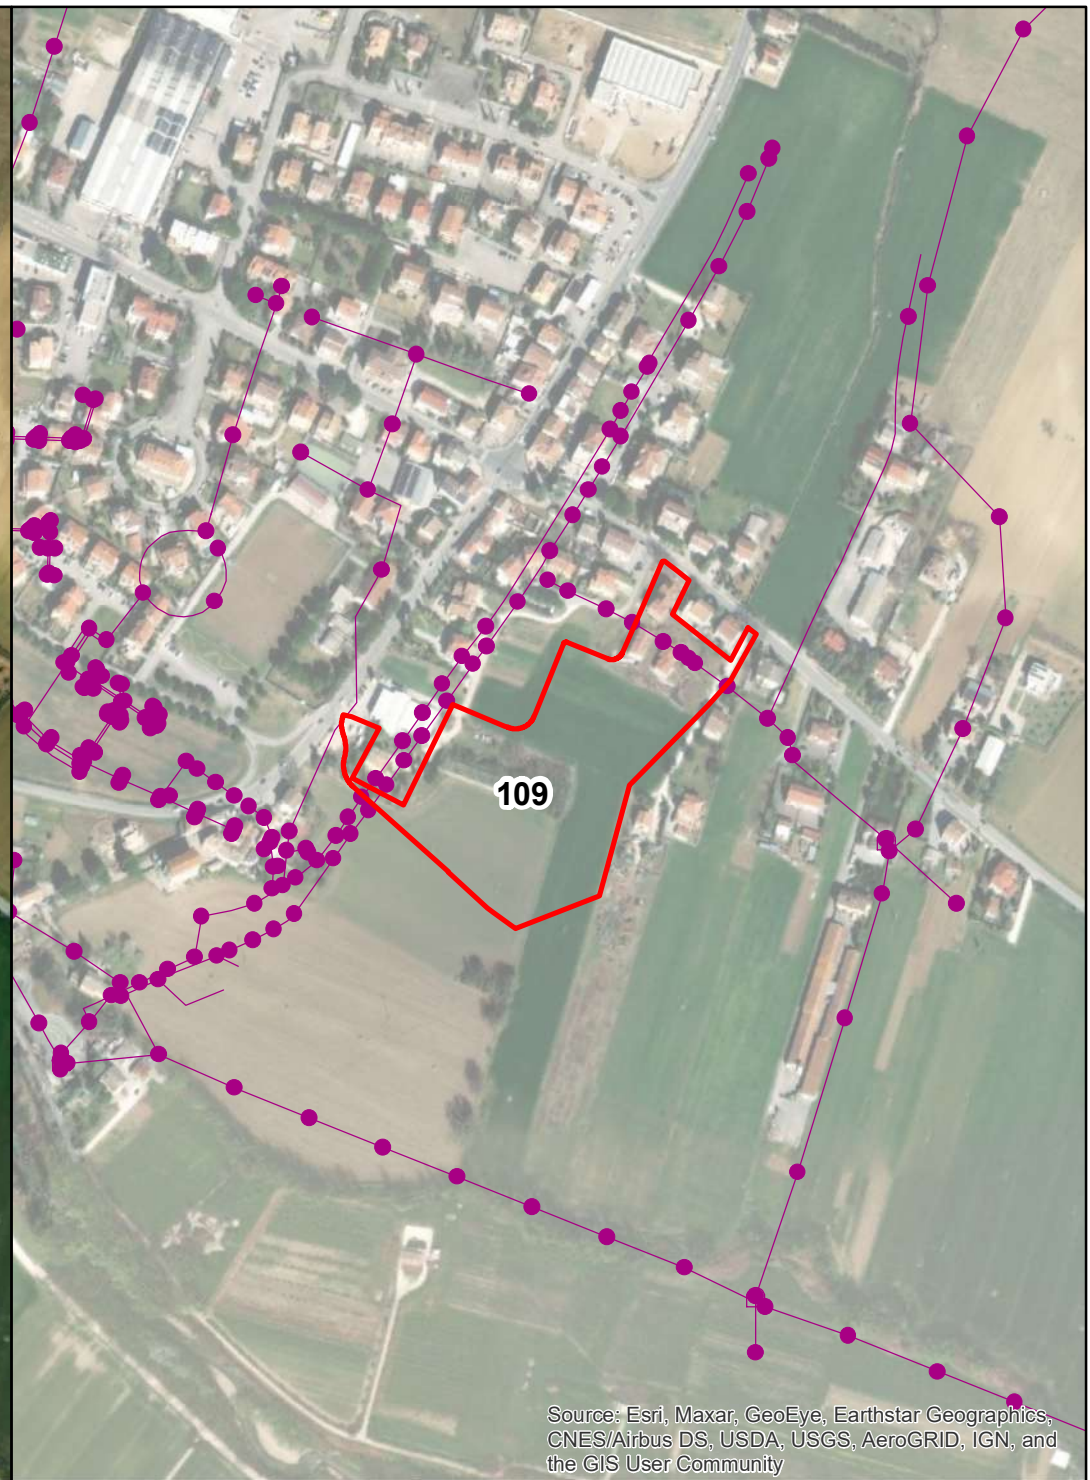 109
Source: Esri, Maxar, GeoEye, Earthstar Geographics,
CNES/Airbus DS, USDA, USGS, AeroGRID, IGN, and
the GIS User Community